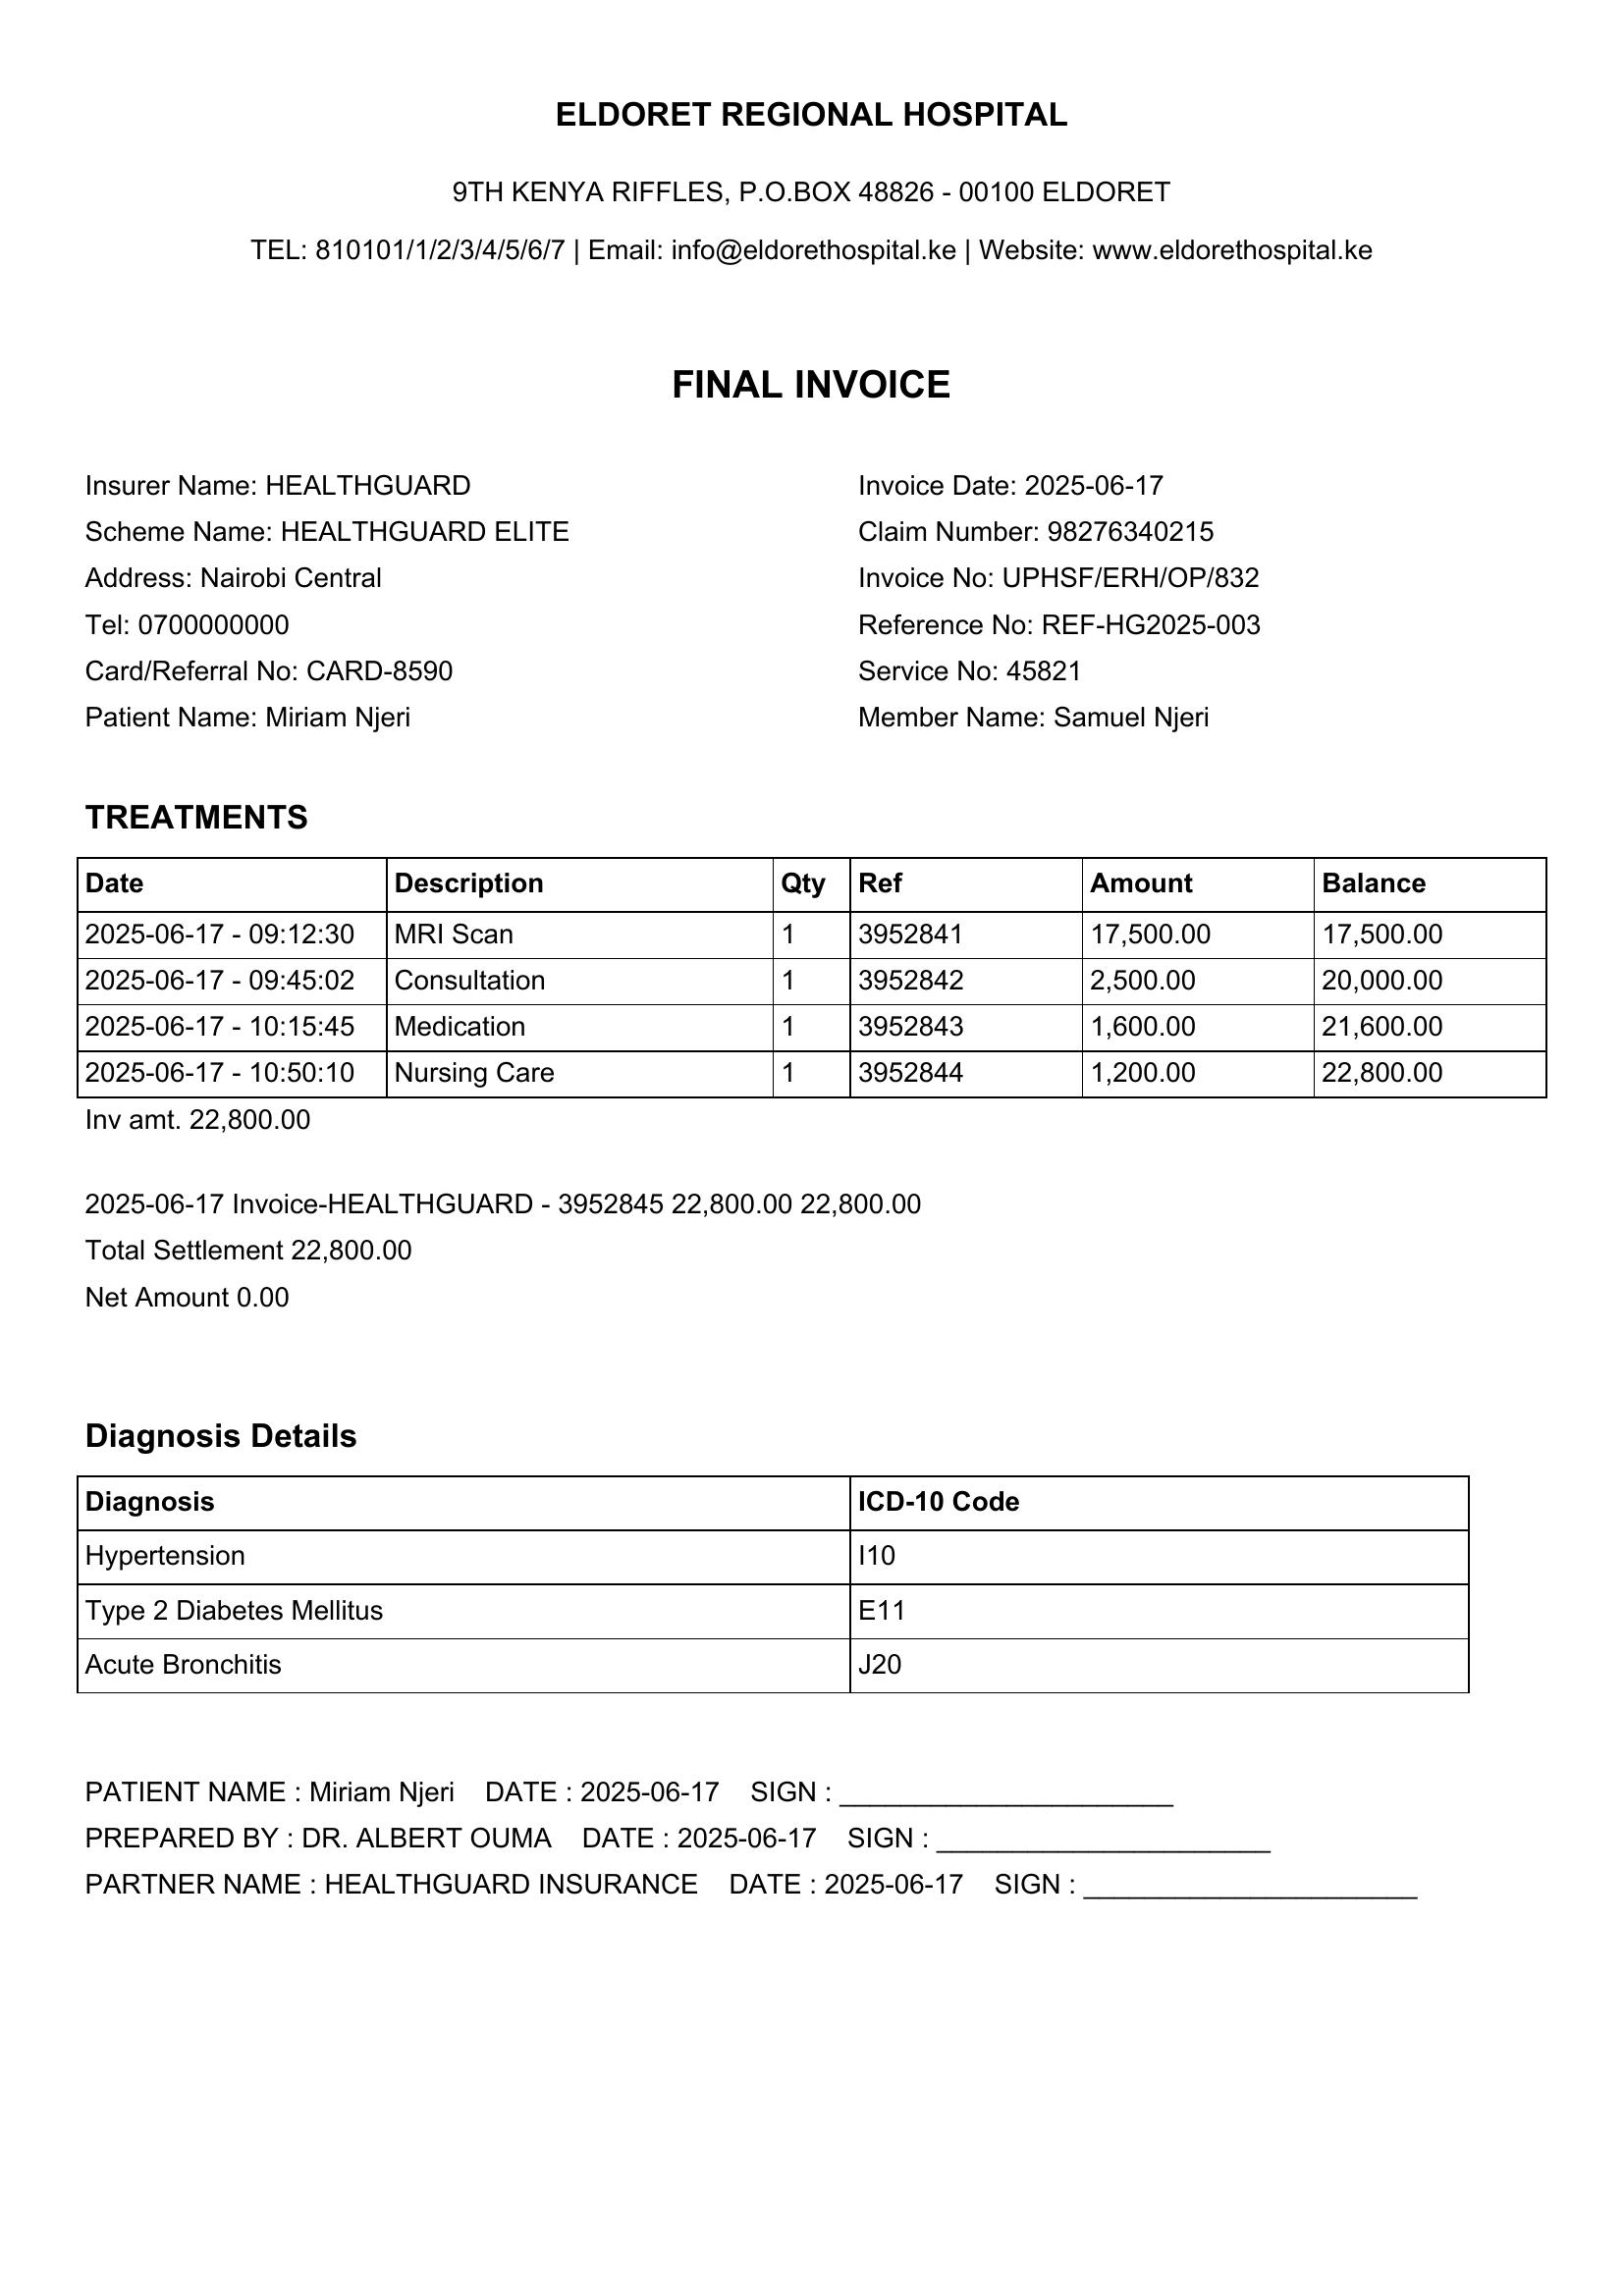 ELDORET REGIONAL HOSPITAL
9TH KENYA RIFFLES, P.O.BOX 48826 - 00100 ELDORET
TEL: 810101/1/2/3/4/5/6/7 | Email: info@eldorethospital.ke | Website: www.eldorethospital.ke
FINAL INVOICE
Insurer Name: HEALTHGUARD Invoice Date: 2025-06-17
Scheme Name: HEALTHGUARD ELITE Claim Number: 98276340215
Address: Nairobi Central Invoice No: UPHSF/ERH/OP/832
Tel: 0700000000 Reference No: REF-HG2025-003
Card/Referral No: CARD-8590 Service No: 45821
Patient Name: Miriam Njeri Member Name: Samuel Njeri
TREATMENTS
Date Description Qty Ref Amount Balance
2025-06-17 - 09:12:30 MRI Scan 1 3952841 17,500.00 17,500.00
2025-06-17 - 09:45:02 Consultation 1 3952842 2,500.00 20,000.00
2025-06-17 - 10:15:45 Medication 1 3952843 1,600.00 21,600.00
2025-06-17 - 10:50:10 Nursing Care 1 3952844 1,200.00 22,800.00
Inv amt. 22,800.00
2025-06-17 Invoice-HEALTHGUARD - 3952845 22,800.00 22,800.00
Total Settlement 22,800.00
Net Amount 0.00
Diagnosis Details
Diagnosis ICD-10 Code
Hypertension I10
Type 2 Diabetes Mellitus E11
Acute Bronchitis J20
PATIENT NAME : Miriam Njeri DATE : 2025-06-17 SIGN : ______________________
PREPARED BY : DR. ALBERT OUMA DATE : 2025-06-17 SIGN : ______________________
PARTNER NAME : HEALTHGUARD INSURANCE DATE : 2025-06-17 SIGN : ______________________